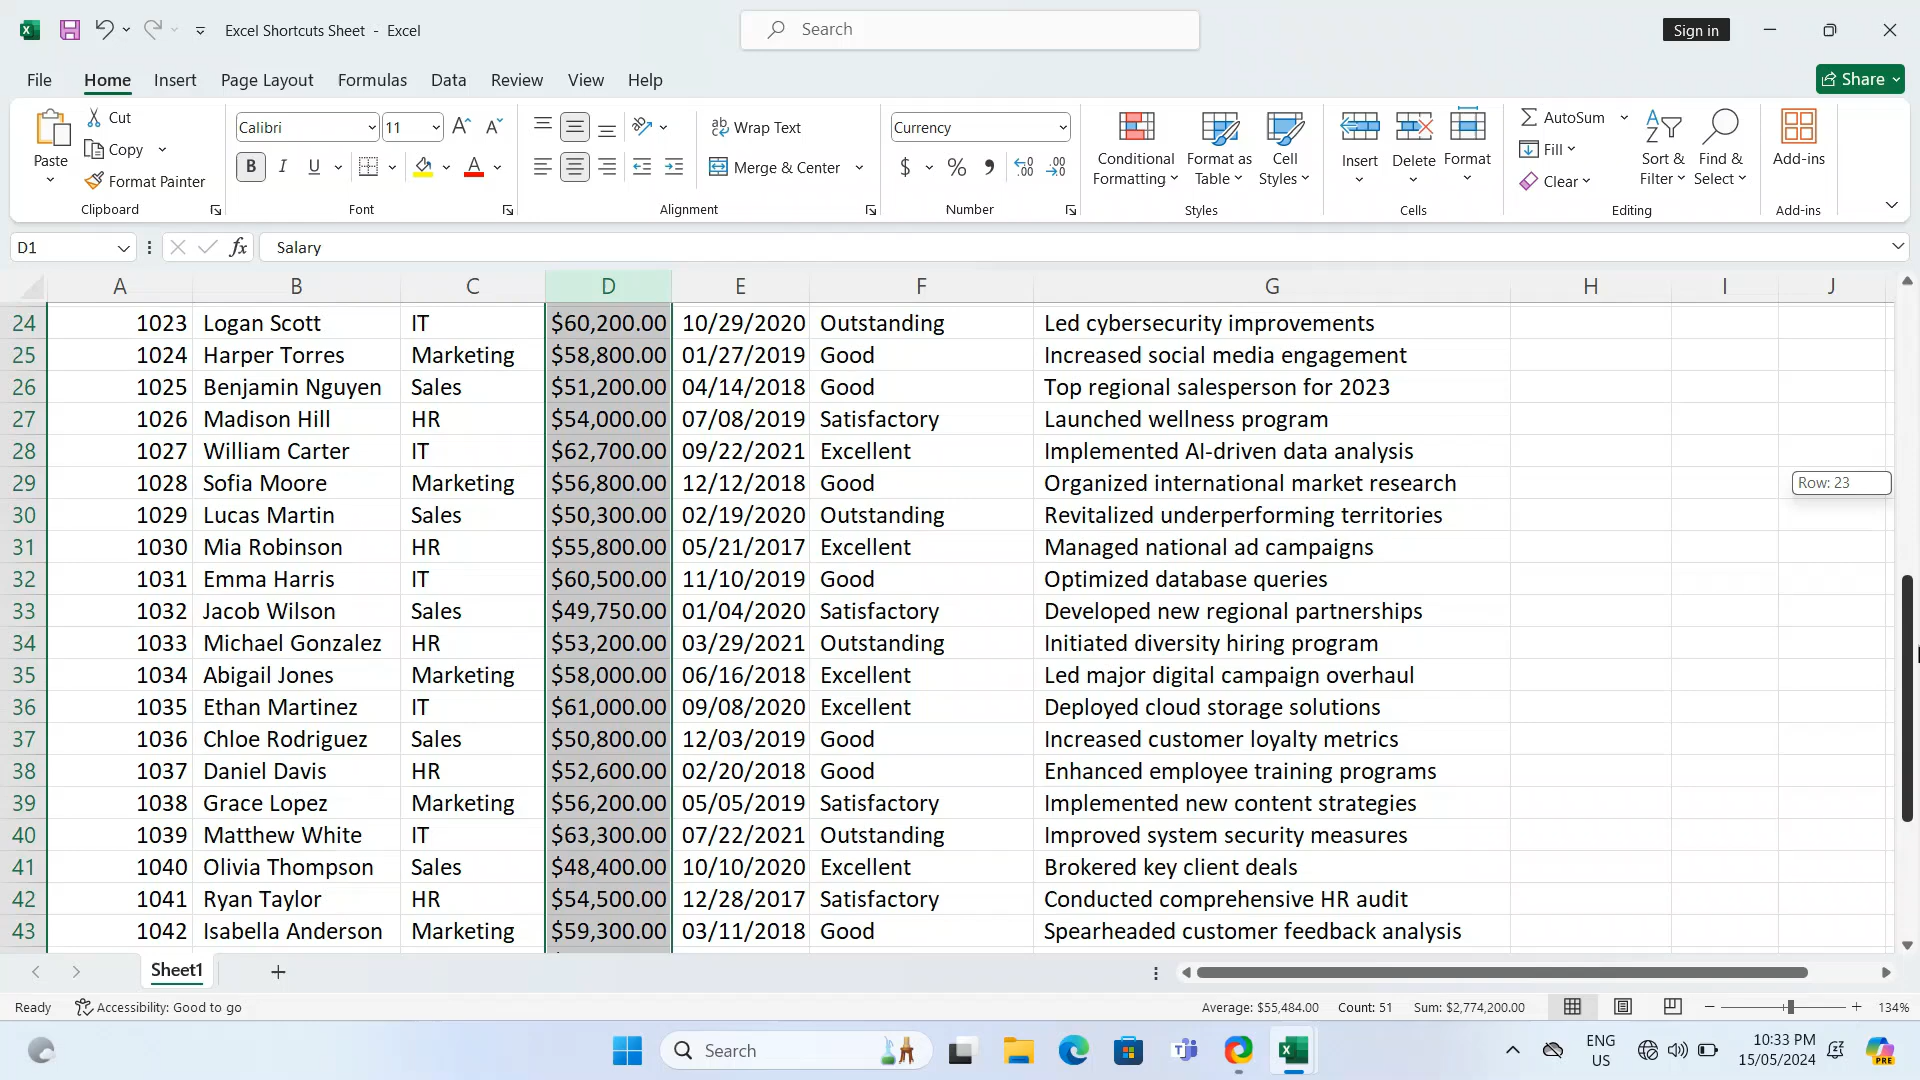 Excel Shortcuts Sheet - Excel
Search
Sign in
File Home Insert Page Layout Formulas Data Review View Help
Share
Paste
Cut
Copy
Format Painter
Clipboard
Calibri 11
B I U A
Font
ab Wrap Text
Merge & Center
Alignment
Currency
$ % 9 .00 .00
Number
Conditional Formatting
Format as Table
Cell Styles
Styles
Insert Delete Format
Cells
AutoSum
Fill
Clear
Sort & Filter
Find & Select
Editing
Add-ins
Add-ins
D1 fx Salary
A B C D E F G H I J
24 1023 Logan Scott IT $60,200.00 10/29/2020 Outstanding Led cybersecurity improvements
25 1024 Harper Torres Marketing $58,800.00 01/27/2019 Good Increased social media engagement
26 1025 Benjamin Nguyen Sales $51,200.00 04/14/2018 Good Top regional salesperson for 2023
27 1026 Madison Hill HR $54,000.00 07/08/2019 Satisfactory Launched wellness program
28 1027 William Carter IT $62,700.00 09/22/2021 Excellent Implemented AI-driven data analysis
29 1028 Sofia Moore Marketing $56,800.00 12/12/2018 Good Organized international market research
Row: 23
30 1029 Lucas Martin Sales $50,300.00 02/19/2020 Outstanding Revitalized underperforming territories
31 1030 Mia Robinson HR $55,800.00 05/21/2017 Excellent Managed national ad campaigns
32 1031 Emma Harris IT $60,500.00 11/10/2019 Good Optimized database queries
33 1032 Jacob Wilson Sales $49,750.00 01/04/2020 Satisfactory Developed new regional partnerships
34 1033 Michael Gonzalez HR $53,200.00 03/29/2021 Outstanding Initiated diversity hiring program
35 1034 Abigail Jones Marketing $58,000.00 06/16/2018 Excellent Led major digital campaign overhaul
36 1035 Ethan Martinez IT $61,000.00 09/08/2020 Excellent Deployed cloud storage solutions
37 1036 Chloe Rodriguez Sales $50,800.00 12/03/2019 Good Increased customer loyalty metrics
38 1037 Daniel Davis HR $52,600.00 02/20/2018 Good Enhanced employee training programs
39 1038 Grace Lopez Marketing $56,200.00 05/05/2019 Satisfactory Implemented new content strategies
40 1039 Matthew White IT $63,300.00 07/22/2021 Outstanding Improved system security measures
41 1040 Olivia Thompson Sales $48,400.00 10/10/2020 Excellent Brokered key client deals
42 1041 Ryan Taylor HR $54,500.00 12/28/2017 Satisfactory Conducted comprehensive HR audit
43 1042 Isabella Anderson Marketing $59,300.00 03/11/2018 Good Spearheaded customer feedback analysis
Sheet1
Ready Accessibility: Good to go Average: $55,484.00 Count: 51 Sum: $2,774,200.00 134%
Search
ENG
US
10:33 PM
15/05/2024
PRE